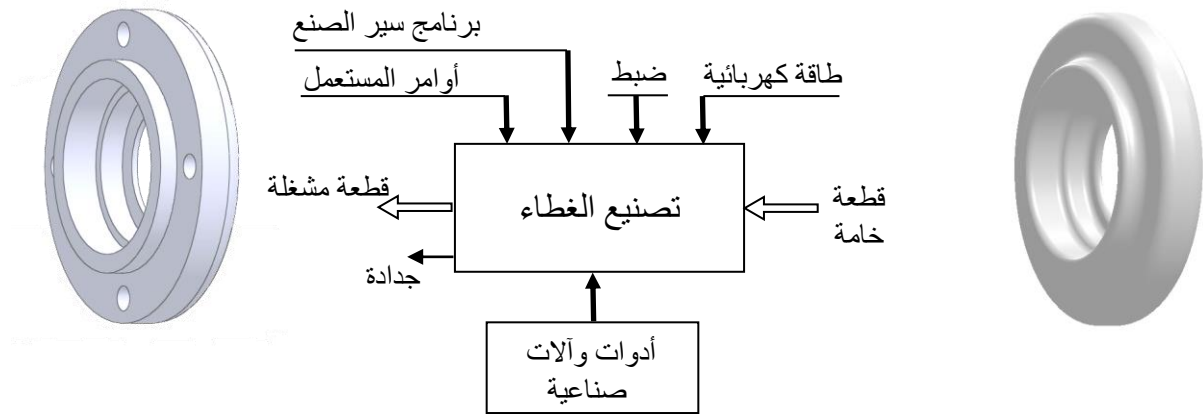 برنامج سير الصنع
أوامر المستعمل
ضبط
طاقة كهربائية
قطعة
خامة
تصنيع الغطاء
قطعة مشغلة
جدادة
أدوات وآلات
صناعية